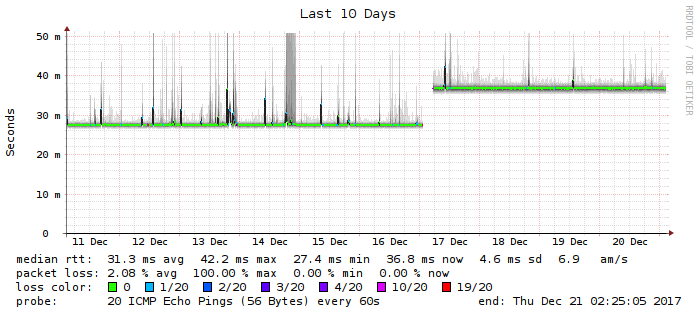 Last 10 Days
RRDTOOL / TOBI OETIKER
Seconds
50 m
40 m
30 m
20 m
10 m
0
11 Dec 12 Dec 13 Dec 14 Dec 15 Dec 16 Dec 17 Dec 18 Dec 19 Dec 20 Dec
median rtt: 31.3 ms avg 42.2 ms max 27.4 ms min 36.8 ms now 4.6 ms sd 6.9 am/s
packet loss: 2.08 % avg 100.00 % max 0.00 % min 0.00 % now
loss color: 0 1/20 2/20 3/20 4/20 10/20 19/20
probe: 20 ICMP Echo Pings (56 Bytes) every 60s end: Thu Dec 21 02:25:05 2017